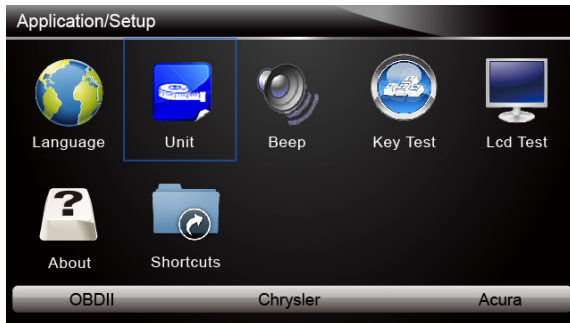 Application/Setup
Language Unit Beep Key Test Lcd Test
?
About Shortcuts
OBDII Chrysler Acura